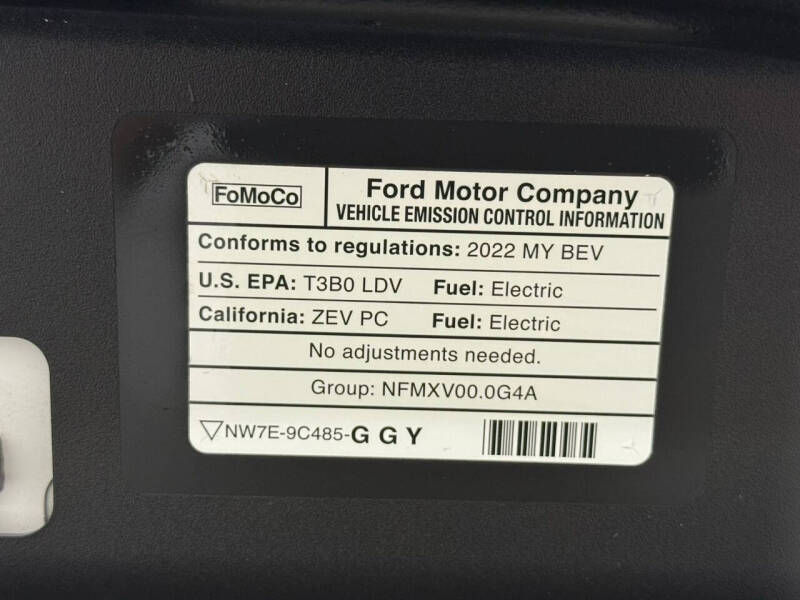 FoMoCo
Ford Motor Company
VEHICLE EMISSION CONTROL INFORMATION
Conforms to regulations: 2022 MY BEV
U.S. EPA: T3B0 LDV Fuel: Electric
California: ZEV PC Fuel: Electric
No adjustments needed.
Group: NFMXV00.0G4A
NW7E-9C485-G G Y